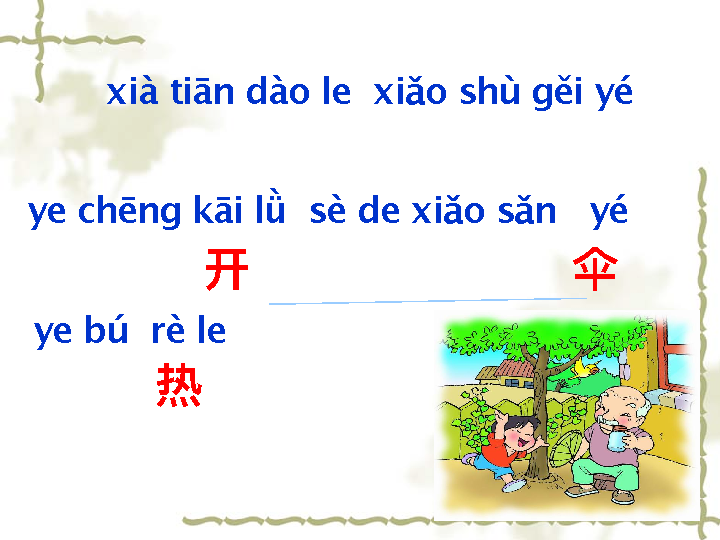 xià tiān dào le xiǎo shù gěi yé
ye chēng kāi lǜ sè de xiǎo sǎn yé
开 伞
ye bú rè le
热